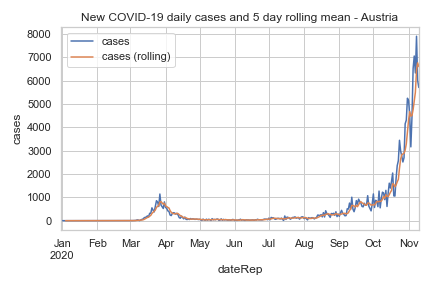 New COVID-19 daily cases and 5 day rolling mean - Austria
cases
cases (rolling)
8000
7000
6000
5000
4000
3000
2000
1000
0
cases
Jan Feb Mar Apr May Jun Jul Aug Sep Oct Nov
2020
dateRep